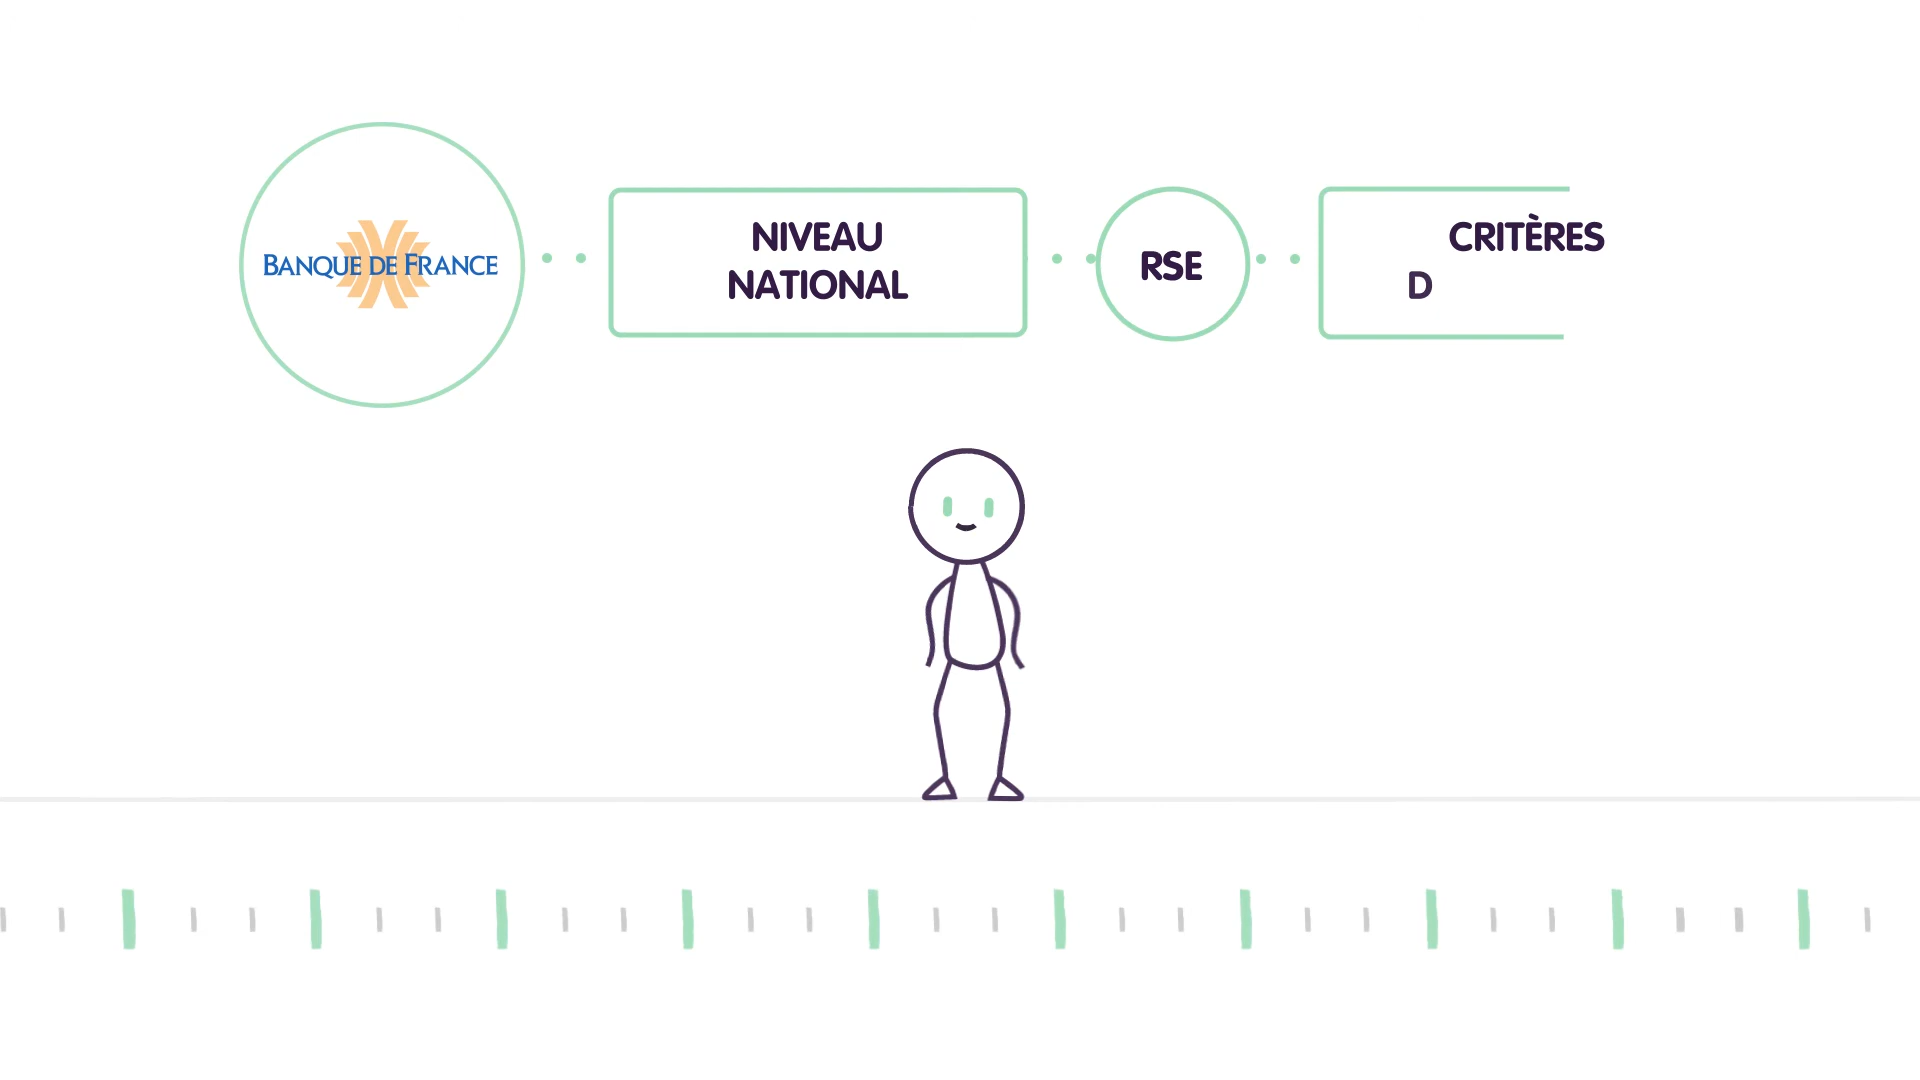 BANQUE DE FRANCE
NIVEAU
NATIONAL
RSE
CRITÈRES
D